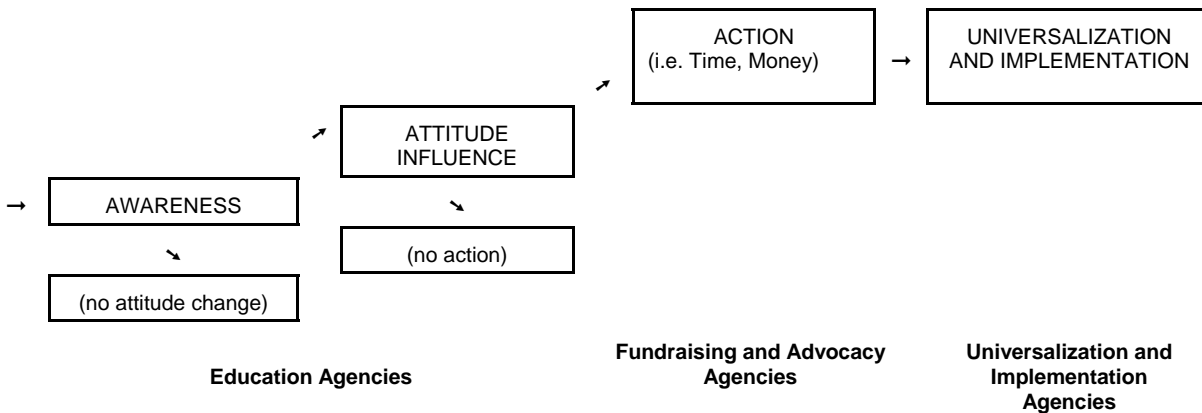 ACTION
(i.e. Time, Money)
→
UNIVERSALIZATION
AND IMPLEMENTATION
ATTITUDE
INFLUENCE
→
AWARENESS
(no action)
(no attitude change)
Fundraising and Advocacy
Agencies
Universalization and
Implementation
Agencies
Education Agencies